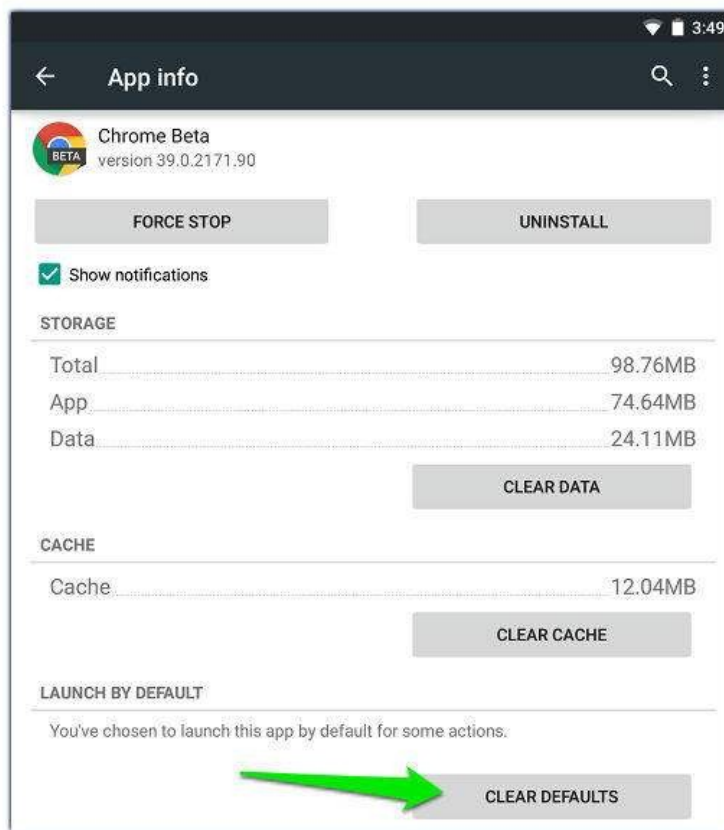 3:49
App info
BETA
Chrome Beta
version 39.0.2171.90
FORCE STOP UNINSTALL
Show notifications
STORAGE
Total 98.76MB
App 74.64MB
Data 24.11MB
CLEAR DATA
CACHE
Cache 12.04MB
CLEAR CACHE
LAUNCH BY DEFAULT
You've chosen to launch this app by default for some actions.
CLEAR DEFAULTS